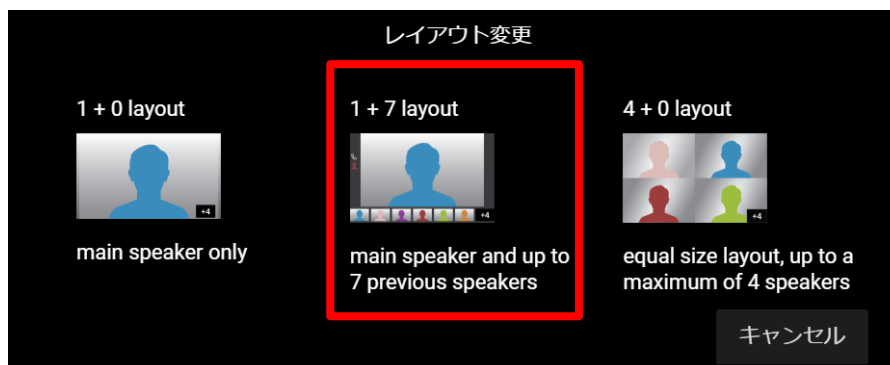 レイアウト変更
1 + 0 layout
+4
main speaker only
1 + 7 layout
+4
main speaker and up to
7 previous speakers
4 + 0 layout
+4
equal size layout, up to a
maximum of 4 speakers
キャンセル